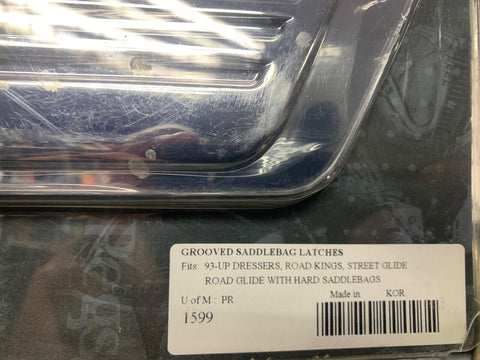 GROOVED SADDLEBAG LATCHES
Fits: 93-UP DRESSERS, ROAD KINGS, STREET GLIDE
ROAD GLIDE WITH HARD SADDLEBAGS
U of M : PR Made in KOR
1599